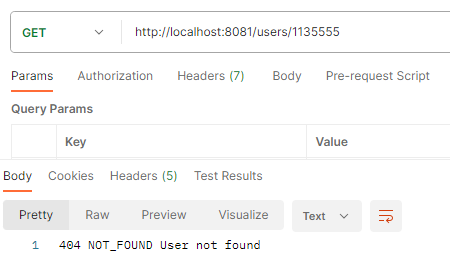 GET http://localhost:8081/users/1135555
Params Authorization Headers (7) Body Pre-request Script
Query Params
Key Value
Body Cookies Headers (5) Test Results
Pretty Raw Preview Visualize Text
1 404 NOT_FOUND User not found